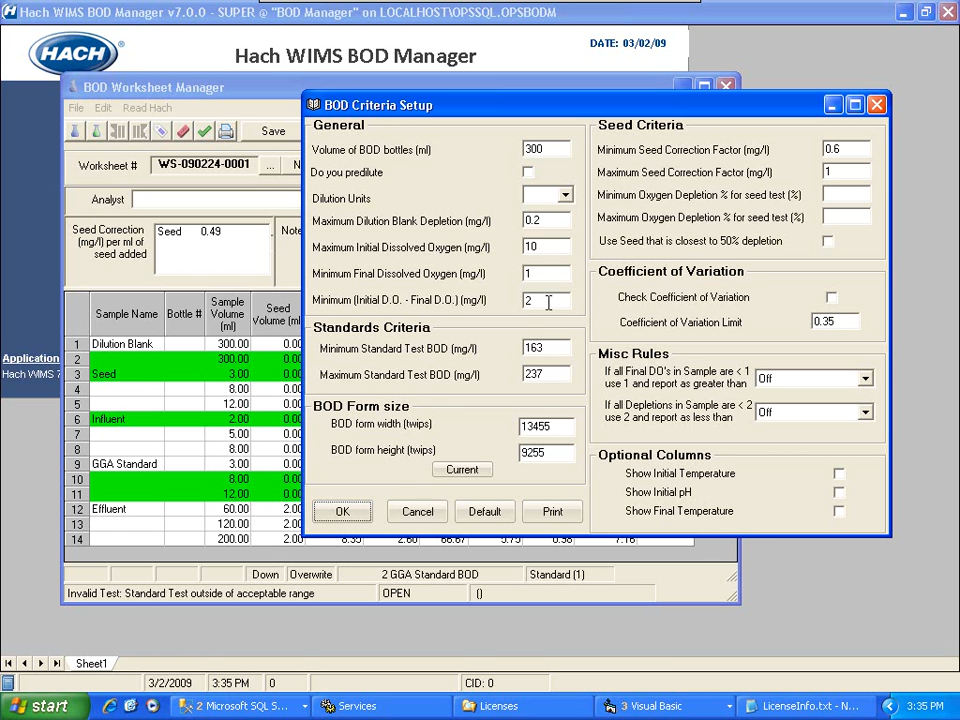 Hach WIMS BOD Manager v7.0.0 - SUPER @ "BOD Manager" on LOCALHOST\OPSSQL.OPSBODM
HACH
Hach WIMS BOD Manager
DATE: 03/02/09
BOD Worksheet Manager
File Edit Read Hach
Save
Worksheet # WS-090224-0001 ... N
Analyst
Seed Correction (mg/l) per ml of seed added
Seed 0.49
Note
Sample Name Bottle # Sample Volume (ml) Seed Volume (ml)
1 Dilution Blank 300.00 0.00
2 300.00 0.00
3 Seed 3.00 0.00
4 8.00 0.00
5 12.00 0.00
6 Influent 2.00 0.00
7 5.00 0.00
8 8.00 0.00
9 GGA Standard 3.00 0.00
10 8.00 0.00
11 12.00 0.00
12 Effluent 60.00 2.00
13 120.00 2.00
14 200.00 2.00 8.35 2.60 66.67 5.75 0.98 7.16
Down Overwrite 2 GGA Standard BOD Standard (1)
Invalid Test: Standard Test outside of acceptable range OPEN ()
Application
Hach WIMS 7
BOD Criteria Setup
General
Volume of BOD bottles (ml) 300
Do you predilute
Dilution Units
Maximum Dilution Blank Depletion (mg/l) 0.2
Maximum Initial Dissolved Oxygen (mg/l) 10
Minimum Final Dissolved Oxygen (mg/l) 1
Minimum (Initial D.O. - Final D.O.) (mg/l) 2
Standards Criteria
Minimum Standard Test BOD (mg/l) 163
Maximum Standard Test BOD (mg/l) 237
BOD Form size
BOD form width (twips) 13455
BOD form height (twips) 9255
Current
OK Cancel Default Print
Seed Criteria
Minimum Seed Correction Factor (mg/l) 0.6
Maximum Seed Correction Factor (mg/l) 1
Minimum Oxygen Depletion % for seed test (%)
Maximum Oxygen Depletion % for seed test (%)
Use Seed that is closest to 50% depletion
Coefficient of Variation
Check Coefficient of Variation
Coefficient of Variation Limit 0.35
Misc Rules
If all Final DO's in Sample are < 1
use 1 and report as greater than Off
If all Depletions in Sample are < 2
use 2 and report as less than Off
Optional Columns
Show Initial Temperature
Show Initial pH
Show Final Temperature
Sheet1
3/2/2009 3:35 PM 0 CID: 0
start 2 Microsoft SQL S... Services Licenses 3 Visual Basic LicenseInfo.txt - No... 3:35 PM